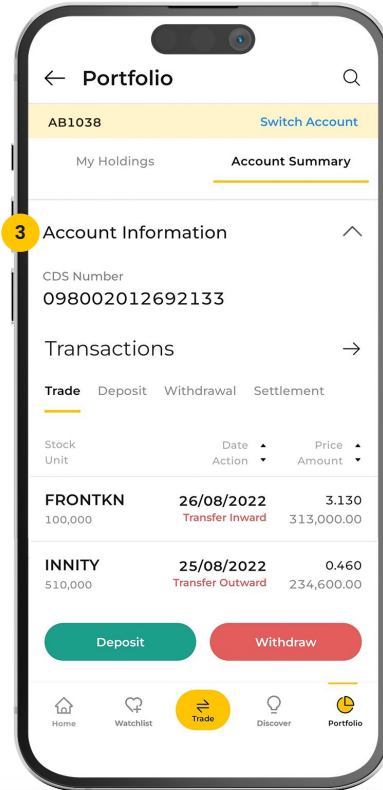 Portfolio
AB1038 Switch Account
My Holdings Account Summary
3 Account Information
CDS Number
098002012692133
Transactions
Trade Deposit Withdrawal Settlement
Stock Date Price
Unit Action Amount
FRONTKN 26/08/2022 3.130
100,000 Transfer Inward 313,000.00
INNITY 25/08/2022 0.460
510,000 Transfer Outward 234,600.00
Deposit Withdraw
Home Watchlist Trade Discover Portfolio